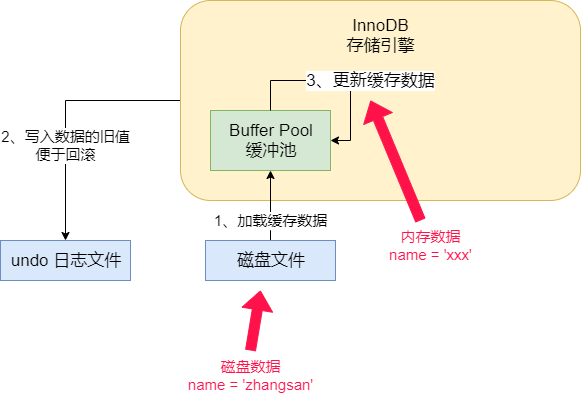 InnoDB
存储引擎
3、更新缓存数据
2、写入数据的旧值
便于回滚
Buffer Pool
缓冲池
1、加载缓存数据
内存数据
name = 'xxx'
undo 日志文件
磁盘文件
磁盘数据
name = 'zhangsan'